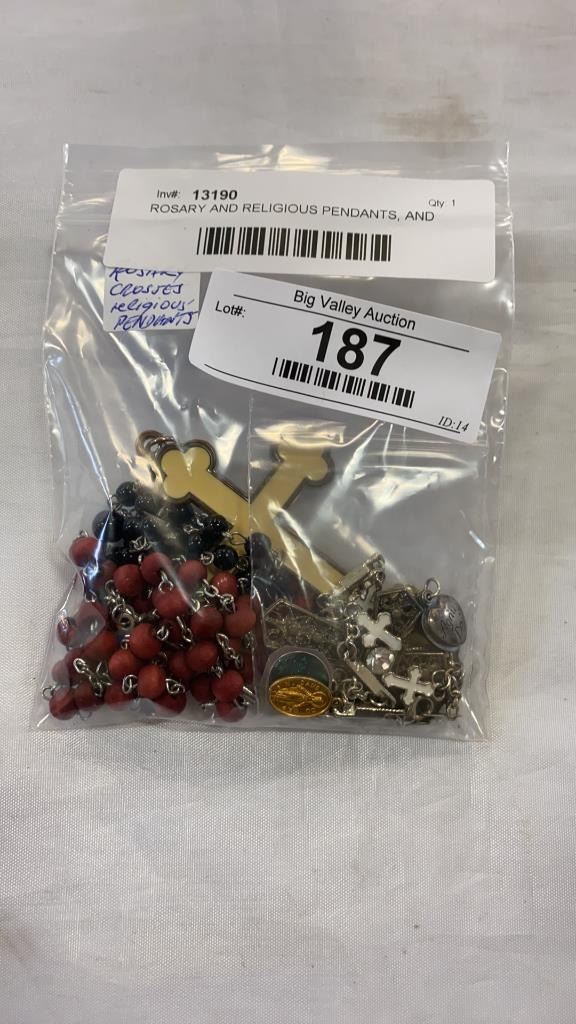 Inv#: 13190 Qty: 1
ROSARY AND RELIGIOUS PENDANTS, AND
ROSARY
CROSSES
religious
PENDANTS
Big Valley Auction
Lot#:
187
ID:14